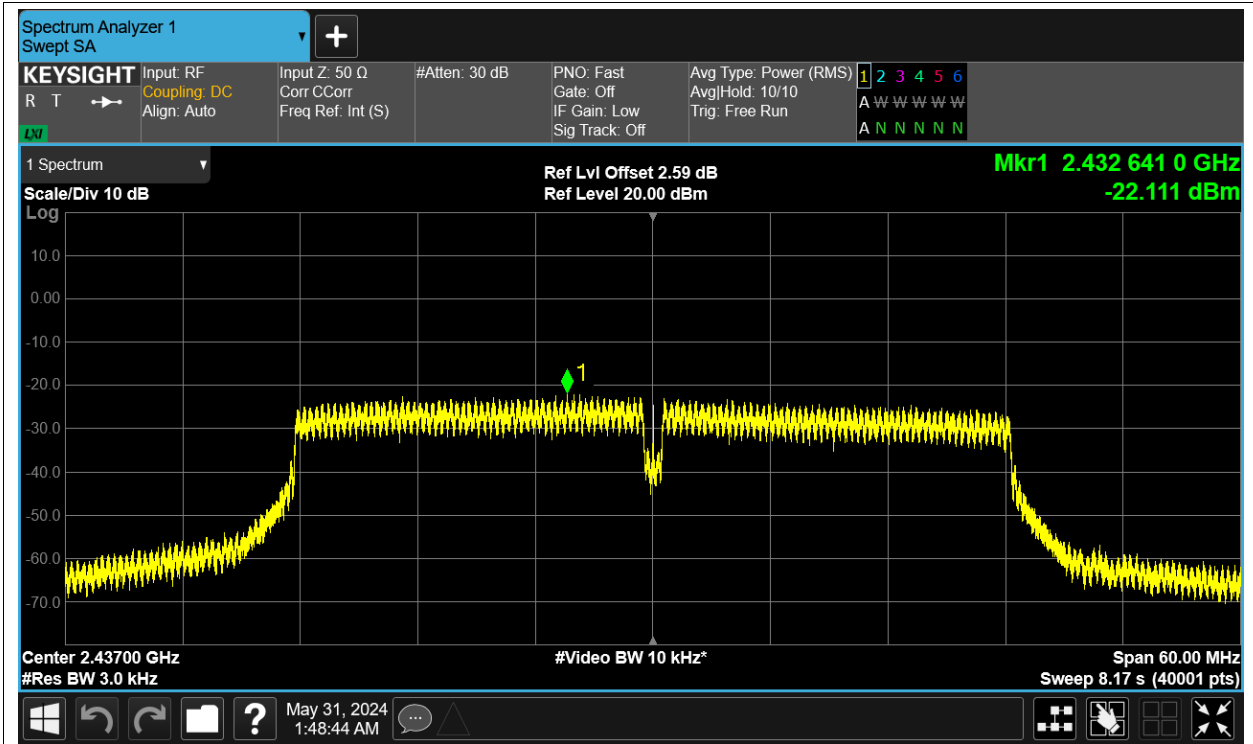 Spectrum Analyzer 1
Swept SA
KEYSIGHT
R T
LXI
Input: RF
Coupling: DC
Align: Auto
Input Z: 50 Ω
Corr CCorr
Freq Ref: Int (S)
#Atten: 30 dB
PNO: Fast
Gate: Off
IF Gain: Low
Sig Track: Off
Avg Type: Power (RMS)
Avg|Hold: 10/10
Trig: Free Run
1 2 3 4 5 6
A W W W W W
A N N N N N
1 Spectrum
Scale/Div 10 dB
Log
Ref Lvl Offset 2.59 dB
Ref Level 20.00 dBm
Mkr1 2.432 641 0 GHz
-22.111 dBm
10.0
0.00
-10.0
-20.0
-30.0
-40.0
-50.0
-60.0
-70.0
1
Center 2.43700 GHz
#Res BW 3.0 kHz
#Video BW 10 kHz*
Span 60.00 MHz
Sweep 8.17 s (40001 pts)
?
May 31, 2024
1:48:44 AM